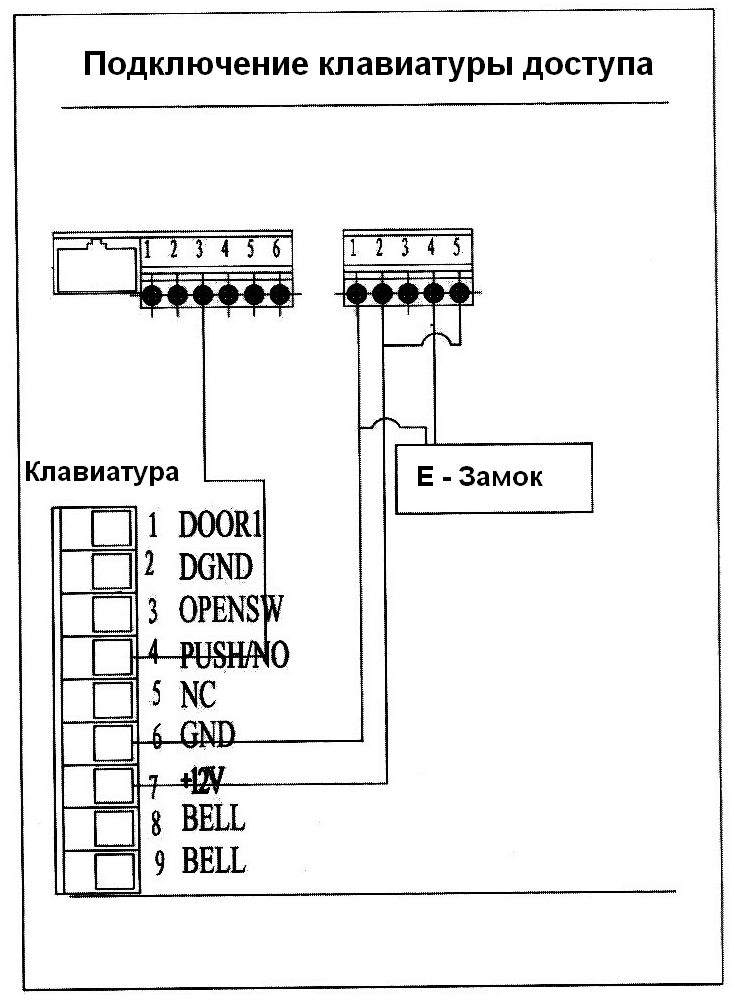 Подключение клавиатуры доступа
1 2 3 4 5 6
1 2 3 4 5
Клавиатура
E - Замок
1 DOOR1
2 DGND
3 OPENSW
4 PUSH/NO
5 NC
6 GND
7 +12V
8 BELL
9 BELL